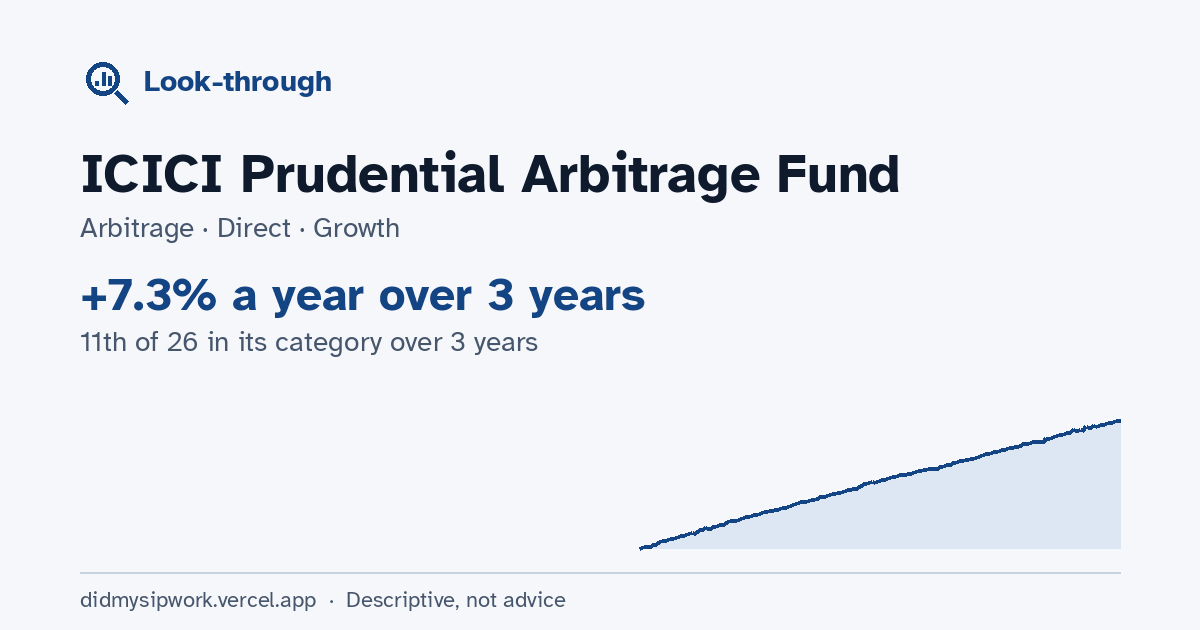 Look-through
ICICI Prudential Arbitrage Fund
Arbitrage · Direct · Growth
+7.3% a year over 3 years
11th of 26 in its category over 3 years
didmysipwork.vercel.app · Descriptive, not advice